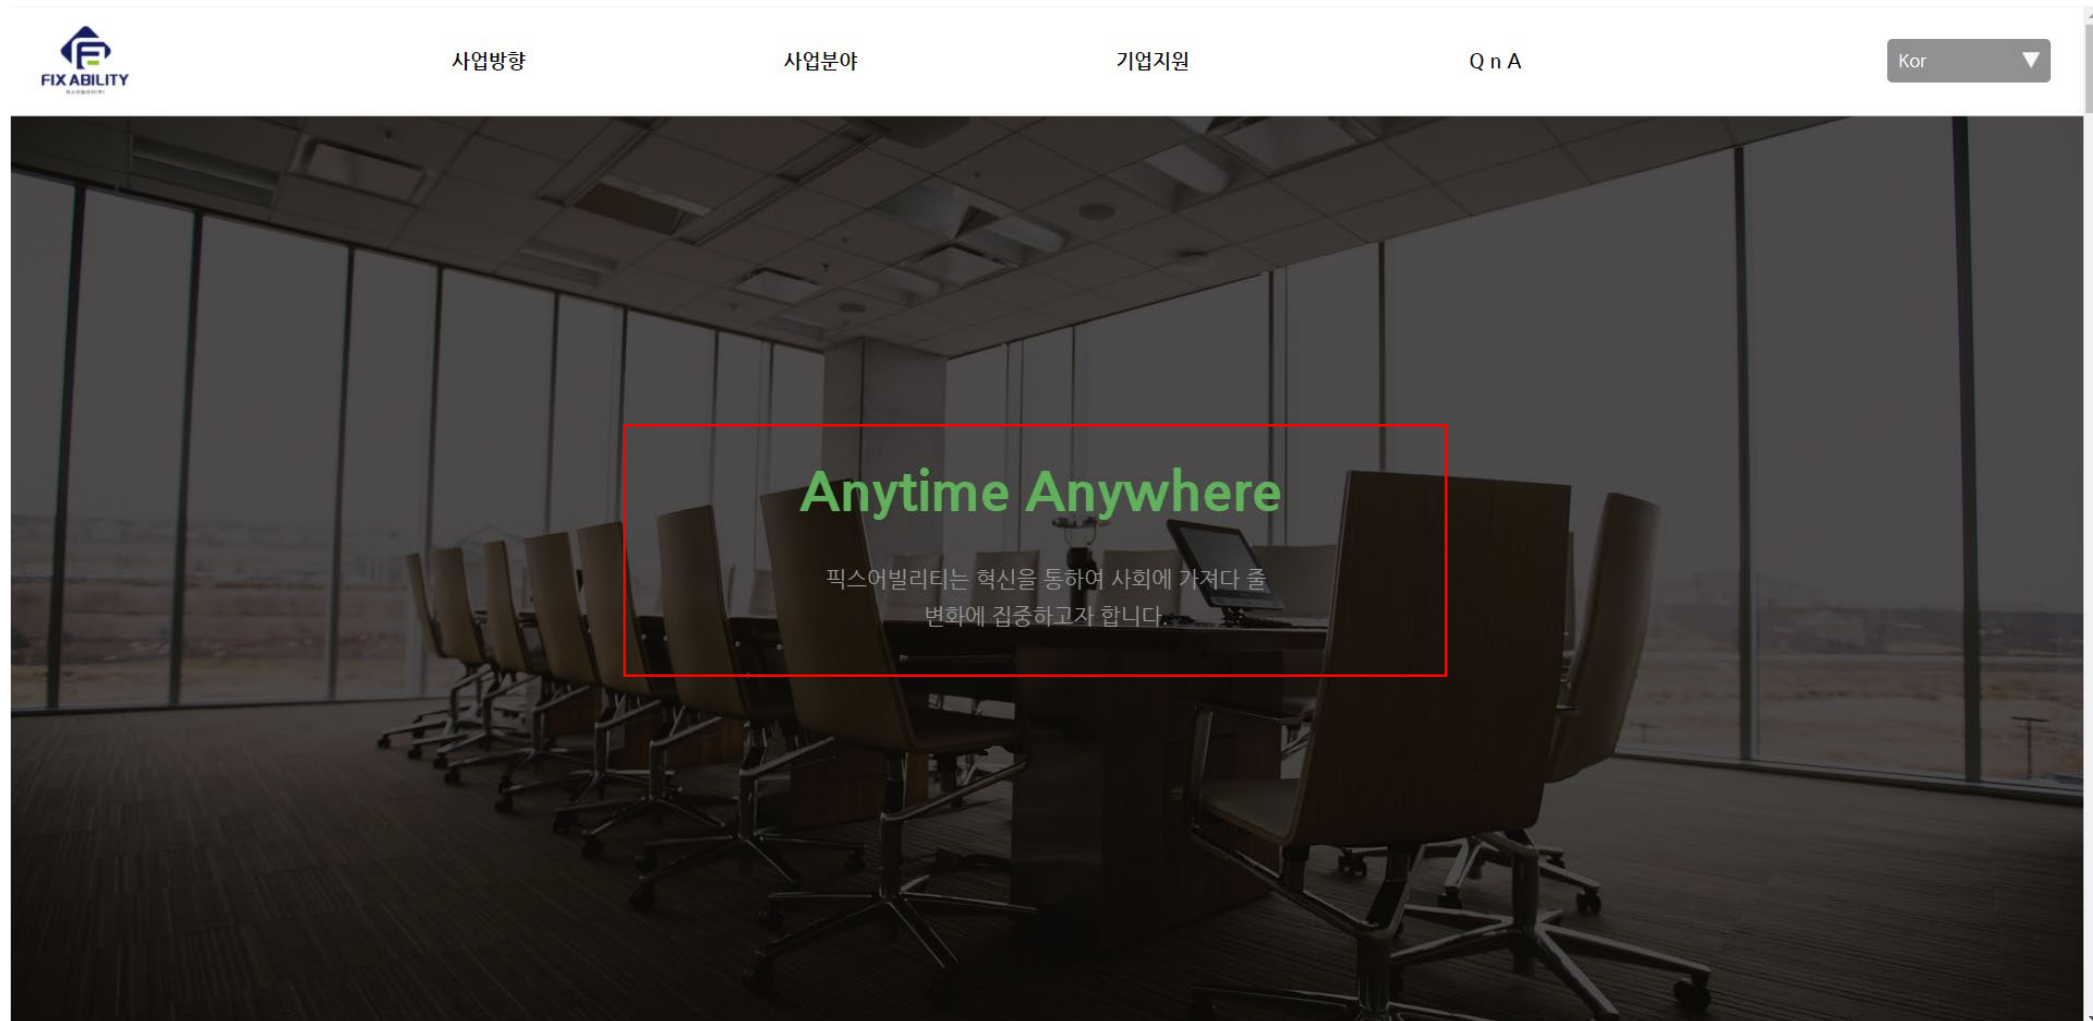 FIX ABILITY
사업방향
사업분야
기업지원
Q n A
Kor
Anytime Anywhere
픽스어빌리티는 혁신을 통하여 사회에 가져다 줄
변화에 집중하고자 합니다.